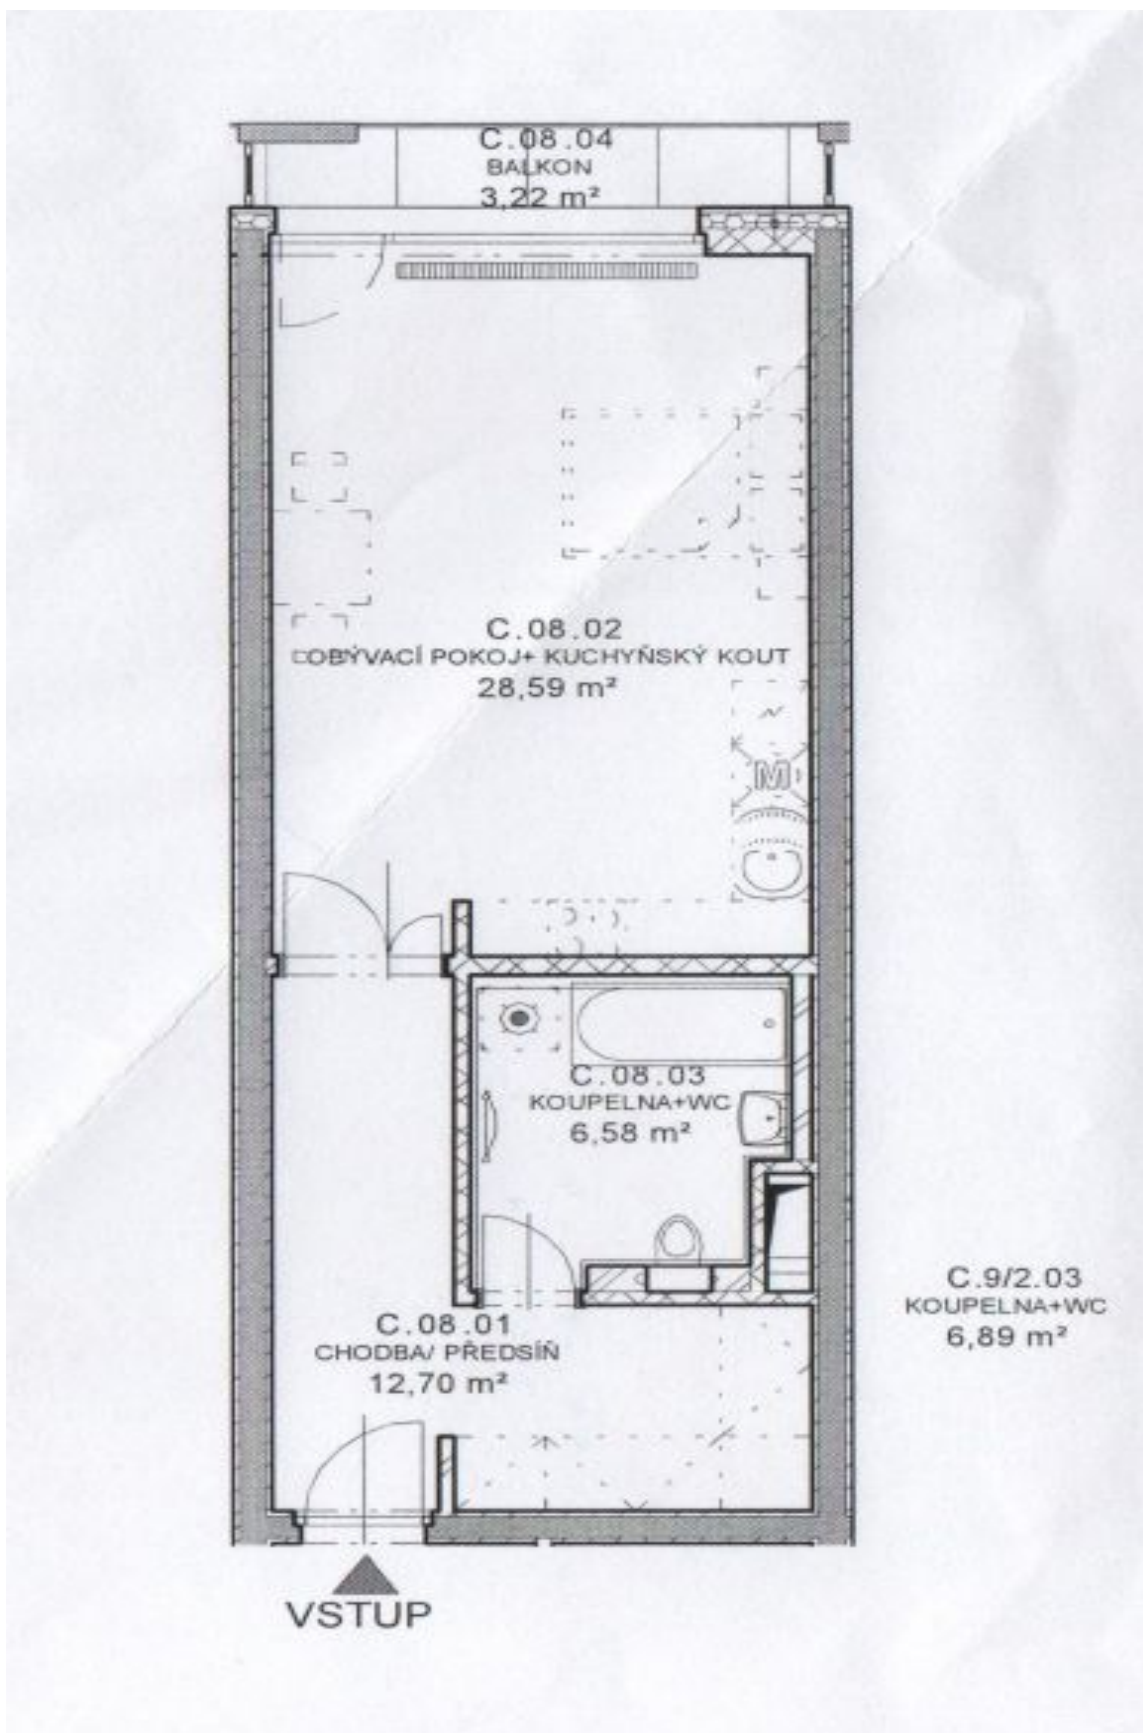 C.08.04
BALKON
3,22 m²
C.08.02
OBÝVACÍ POKOJ+ KUCHYŇSKÝ KOUT
28,59 m²
M
C.08.03
KOUPELNA+WC
6,58 m²
C.9/2.03
KOUPELNA+WC
6,89 m²
C.08.01
CHODBA/ PŘEDSÍŇ
12,70 m²
VSTUP